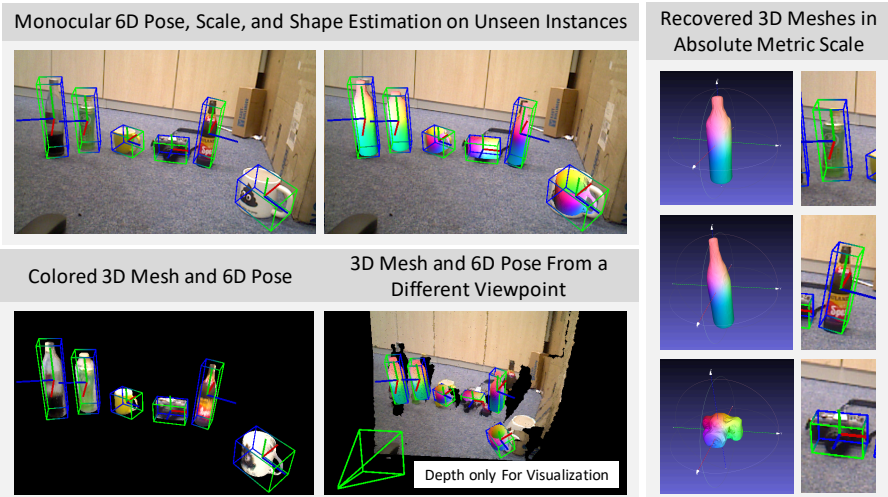 Monocular 6D Pose, Scale, and Shape Estimation on Unseen Instances
Recovered 3D Meshes in
Absolute Metric Scale
Colored 3D Mesh and 6D Pose
3D Mesh and 6D Pose From a
Different Viewpoint
Depth only For Visualization